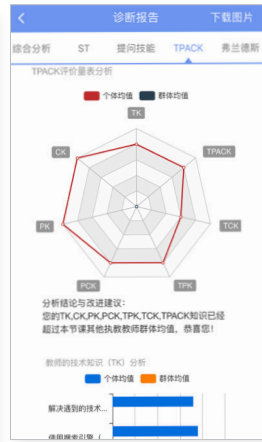 诊断报告 下载图片
综合分析 ST 提问技能 TPACK 弗兰德斯
TPACK评价量表分析
个体均值 群体均值
TK
CK TPACK
PK TCK
PCK TPK
分析结论与改进建议：
您的TK,CK,PK,PCK,TPK,TCK,TPACK知识已经
超过本节课其他执教教师群体均值，恭喜您！
教师的技术知识（TK）分析
个体均值 群体均值
解决遇到的技术...
使用搜索引擎（